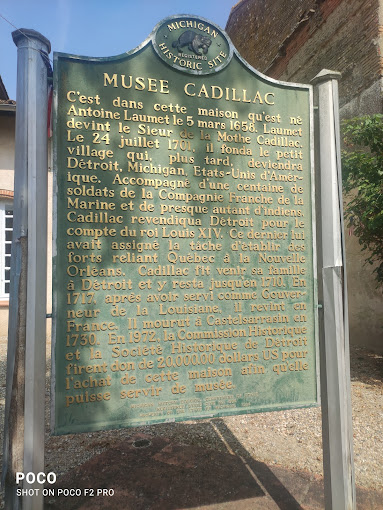 MICHIGAN
REGISTERED
HISTORIC SITE
MUSEE CADILLAC
C'est dans cette maison qu'est né
Antoine Laumet le 5 mars 1658. Laumet
devint le Sieur de la Mothe Cadillac.
Le 24 juillet 1701, il fonda le petit
village qui, plus tard, deviendra
Détroit, Michigan, Etats-Unis d'Amér-
ique. Accompagné d'une centaine de
soldats de la Compagnie Franche de la
Marine et de presque autant d'indiens,
Cadillac revendiqua Détroit pour le
compte du roi Louis XIV. Ce dernier lui
avait assigné la tâche d'établir des
forts reliant Québec à la Nouvelle
Orléans. Cadillac fit venir sa famille
à Détroit et y resta jusqu'en 1710. En
1717, après avoir servi comme Gouver-
neur de la Louisiane, il revint en
France. Il mourut à Castelsarrasin en
1730. En 1972, la Commission Historique
et la Société Historique de Détroit
firent don de 20,000.00 dollars US pour
l'achat de cette maison afin qu'elle
puisse servir de musée.
POCO
SHOT ON POCO F2 PRO